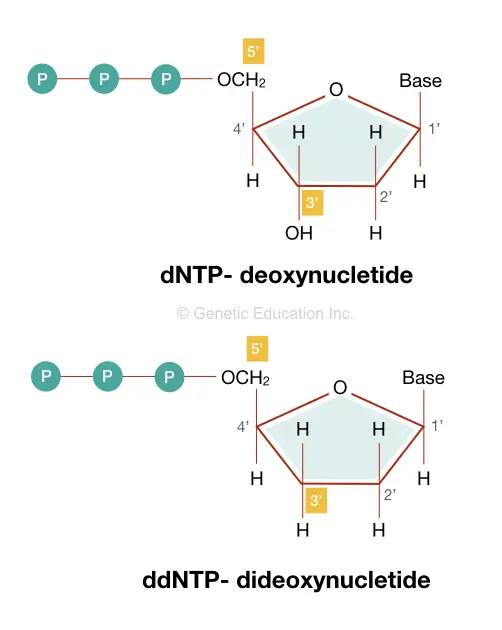 5'
P P P OCH₂ O Base
4' H H 1'
H H
3' 2'
OH H
dNTP- deoxynucletide
© Genetic Education Inc.
5'
P P P OCH₂ O Base
4' H H 1'
H H
3' 2'
H H
ddNTP- dideoxynucletide